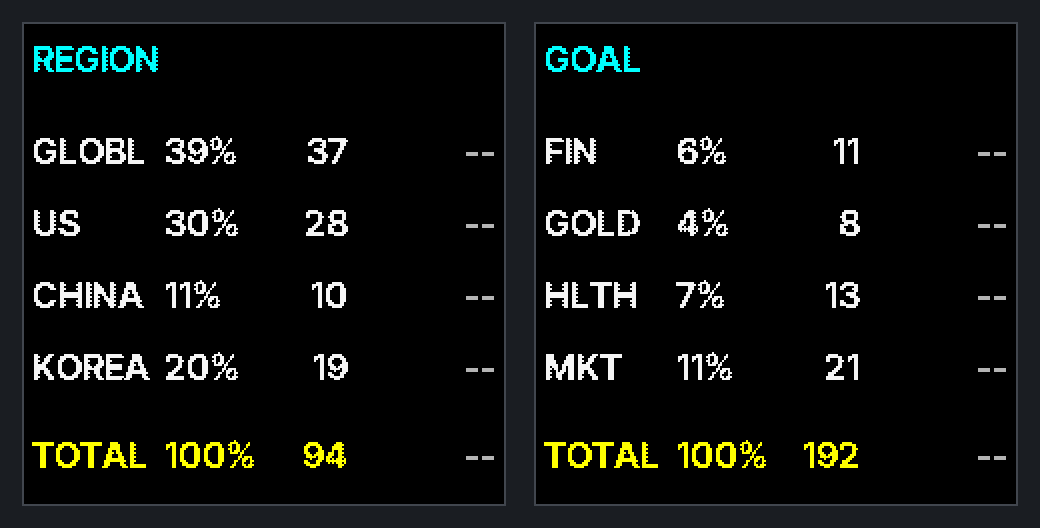 REGION
GLOBL 39% 37 --
US 30% 28 --
CHINA 11% 10 --
KOREA 20% 19 --
TOTAL 100% 94 --
GOAL
FIN 6% 11 --
GOLD 4% 8 --
HLTH 7% 13 --
MKT 11% 21 --
TOTAL 100% 192 --